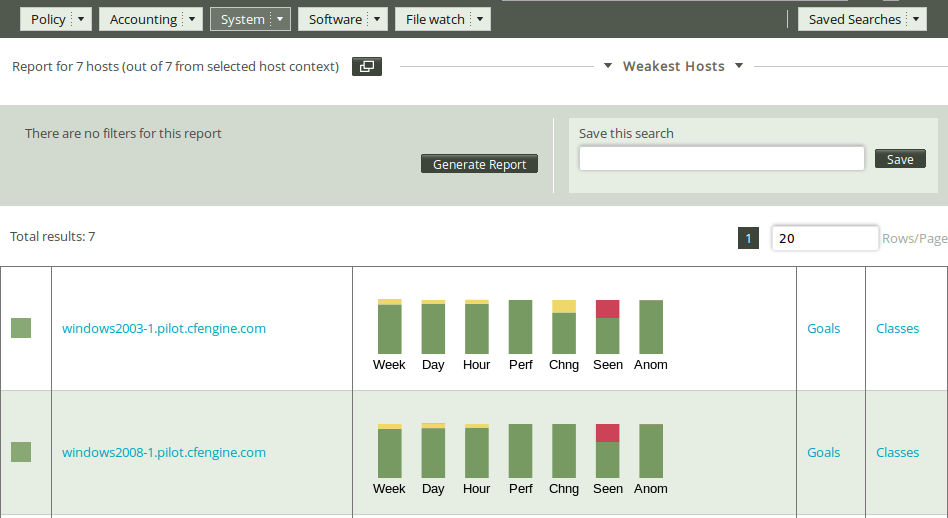 Policy Accounting System Software File watch Saved Searches
Report for 7 hosts (out of 7 from selected host context) Weakest Hosts
There are no filters for this report
Save this search
Generate Report
Save
Total results: 7
1 20 Rows/Page
windows2003-1.pilot.cfengine.com Goals Classes
Week Day Hour Perf Chng Seen Anom
windows2008-1.pilot.cfengine.com Goals Classes
Week Day Hour Perf Chng Seen Anom